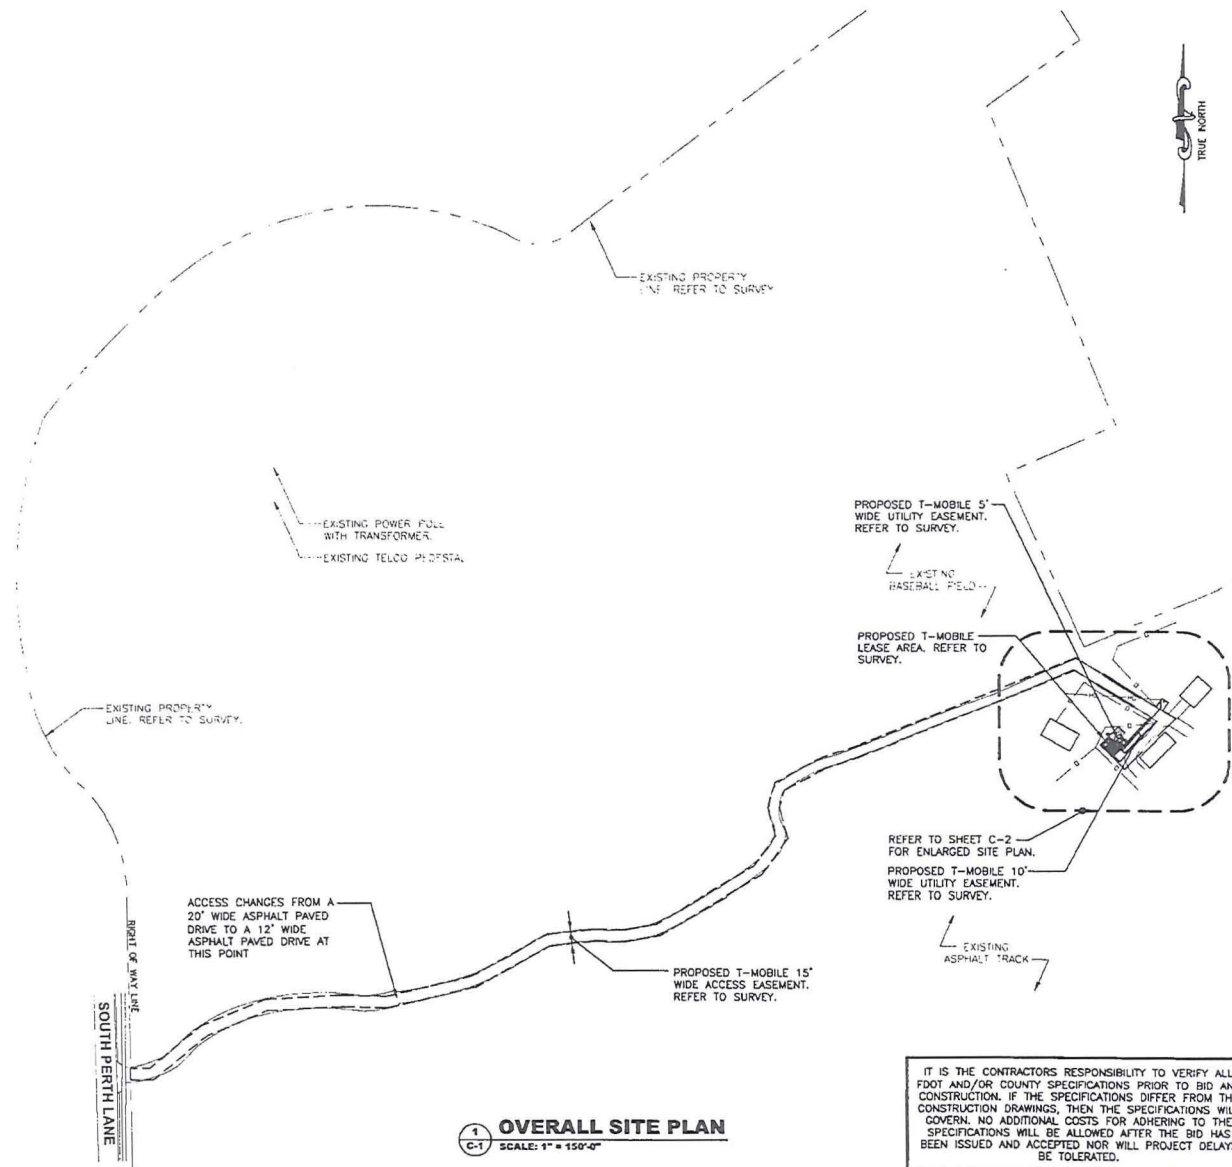 TRUE NORTH
EXISTING PROPERTY
LINE. REFER TO SURVEY
EXISTING POWER POLE
WITH TRANSFORMER.
EXISTING TELCO PEDESTAL
PROPOSED T-MOBILE 5'
WIDE UTILITY EASEMENT.
REFER TO SURVEY.
EXISTING
BASEBALL FIELD
PROPOSED T-MOBILE
LEASE AREA. REFER TO
SURVEY.
EXISTING PROPERTY
LINE. REFER TO SURVEY.
REFER TO SHEET C-2
FOR ENLARGED SITE PLAN.
PROPOSED T-MOBILE 10'
WIDE UTILITY EASEMENT.
REFER TO SURVEY.
ACCESS CHANGES FROM A
20' WIDE ASPHALT PAVED
DRIVE TO A 12' WIDE
ASPHALT PAVED DRIVE AT
THIS POINT
EXISTING
ASPHALT TRACK
PROPOSED T-MOBILE 15'
WIDE ACCESS EASEMENT.
REFER TO SURVEY.
RIGHT OF WAY LINE
SOUTH PERTH LANE
1
C-1
OVERALL SITE PLAN
SCALE: 1" = 150'-0"
IT IS THE CONTRACTORS RESPONSIBILITY TO VERIFY ALL
FDOT AND/OR COUNTY SPECIFICATIONS PRIOR TO BID AN
CONSTRUCTION. IF THE SPECIFICATIONS DIFFER FROM TH
CONSTRUCTION DRAWINGS, THEN THE SPECIFICATIONS WIL
GOVERN. NO ADDITIONAL COSTS FOR ADHERING TO THE
SPECIFICATIONS WILL BE ALLOWED AFTER THE BID HAS
BEEN ISSUED AND ACCEPTED NOR WILL PROJECT DELAY
BE TOLERATED.